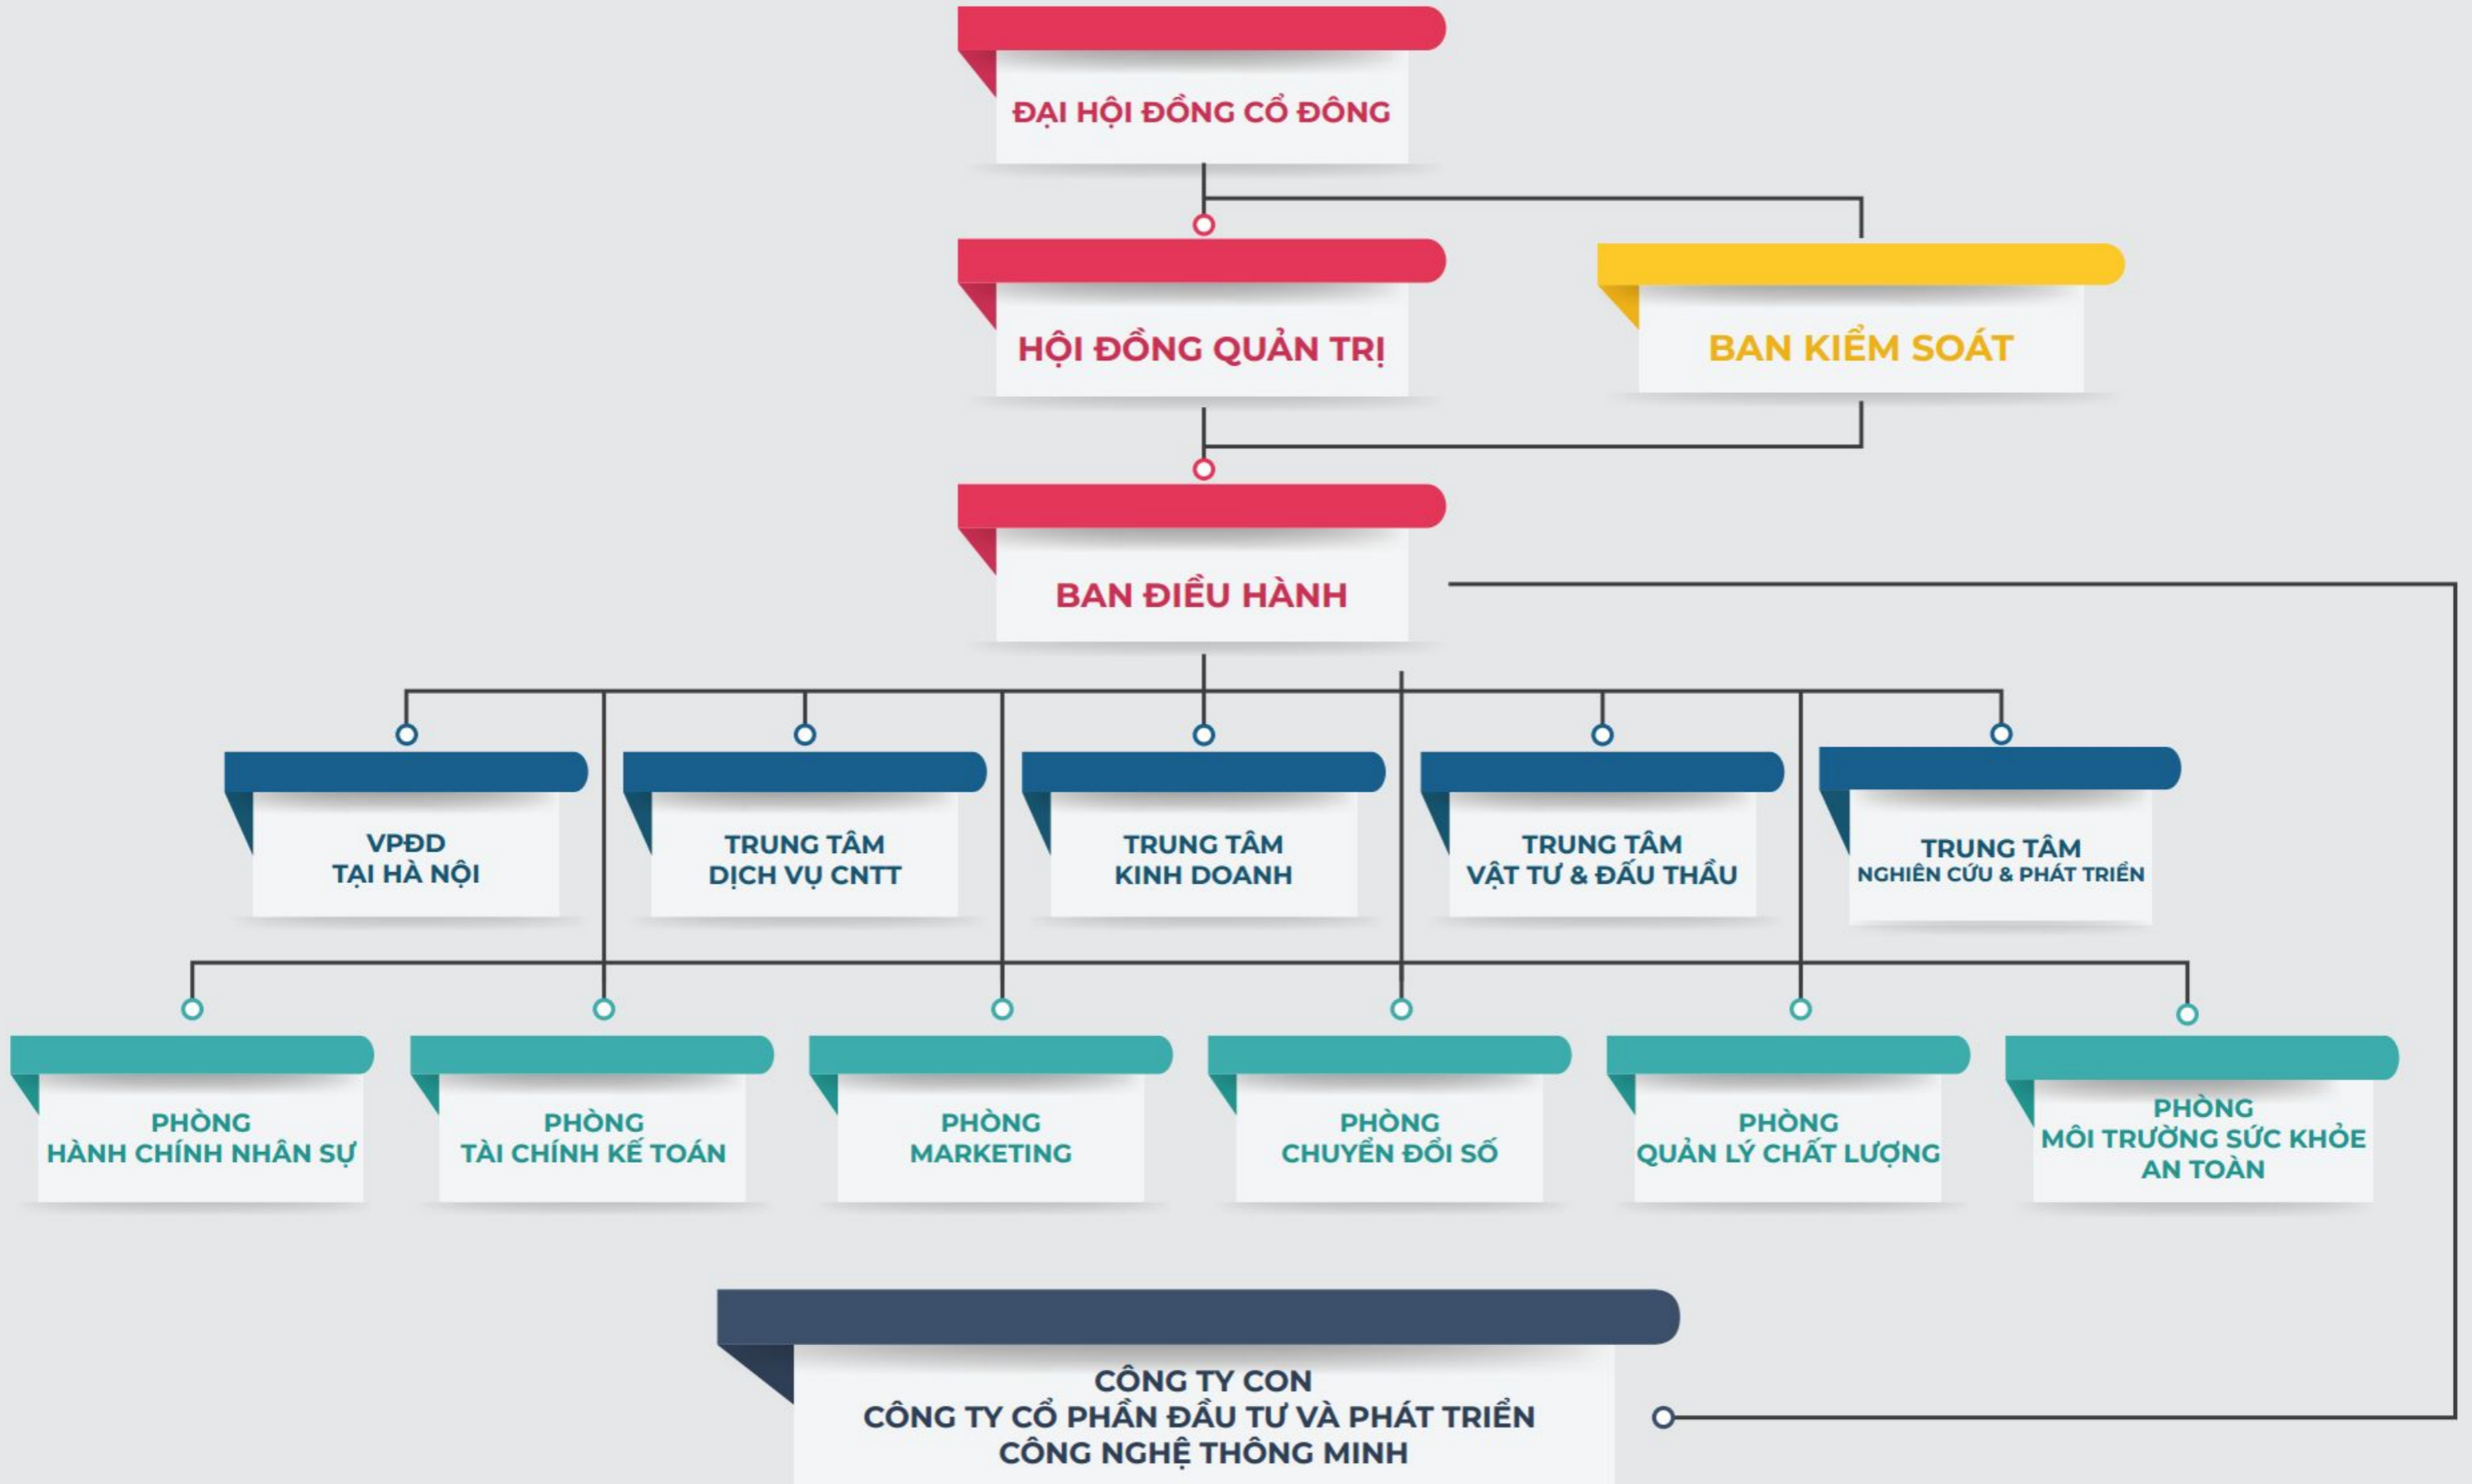 ĐẠI HỘI ĐỒNG CỔ ĐÔNG
HỘI ĐỒNG QUẢN TRỊ
BAN KIỂM SOÁT
BAN ĐIỀU HÀNH
VPĐD
TẠI HÀ NỘI
TRUNG TÂM
DỊCH VỤ CNTT
TRUNG TÂM
KINH DOANH
TRUNG TÂM
VẬT TƯ & ĐẤU THẦU
TRUNG TÂM
NGHIÊN CỨU & PHÁT TRIỂN
PHÒNG
HÀNH CHÍNH NHÂN SỰ
PHÒNG
TÀI CHÍNH KẾ TOÁN
PHÒNG
MARKETING
PHÒNG
CHUYỂN ĐỔI SỐ
PHÒNG
QUẢN LÝ CHẤT LƯỢNG
PHÒNG
MÔI TRƯỜNG SỨC KHỎE
AN TOÀN
CÔNG TY CON
CÔNG TY CỔ PHẦN ĐẦU TƯ VÀ PHÁT TRIỂN
CÔNG NGHỆ THÔNG MINH